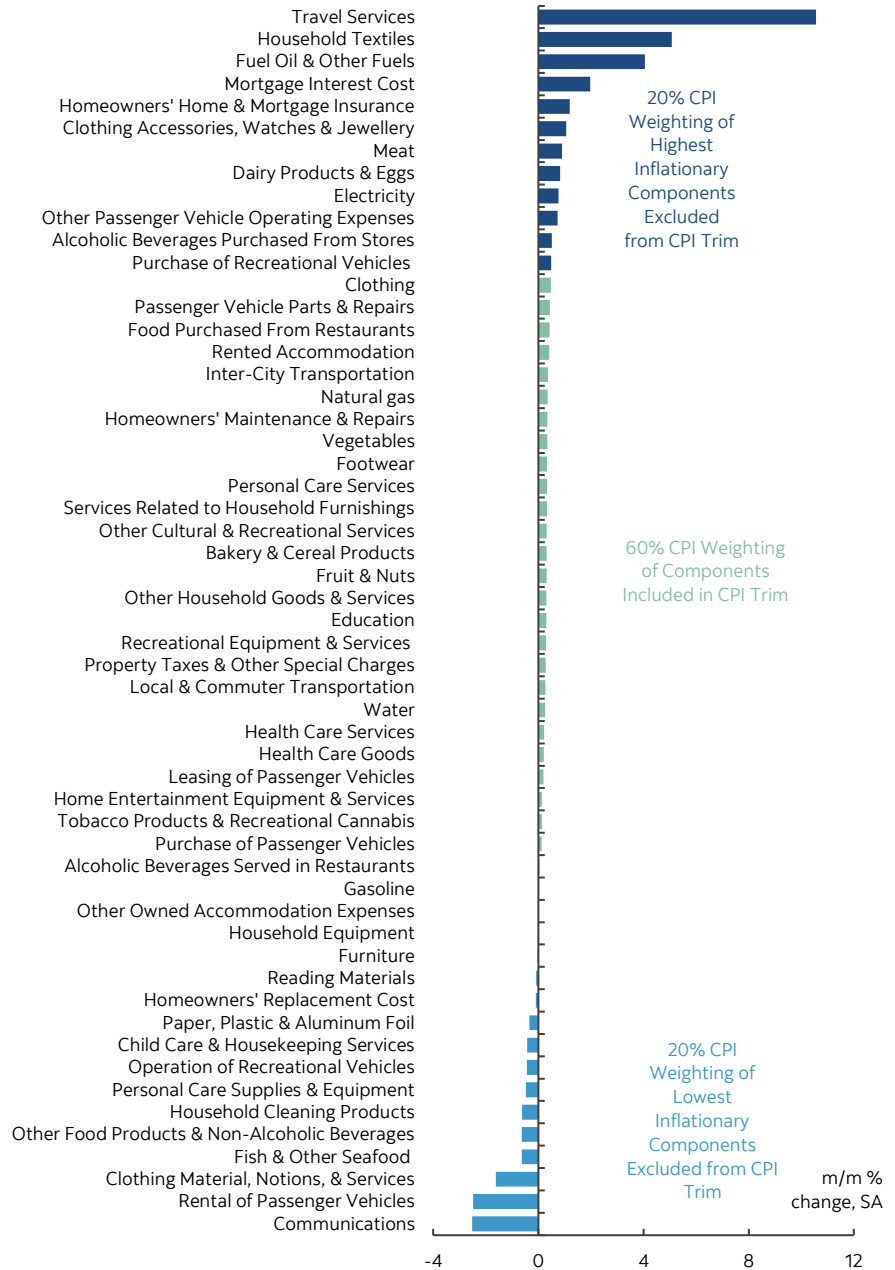 Travel Services
Household Textiles
Fuel Oil & Other Fuels
Mortgage Interest Cost
Homeowners' Home & Mortgage Insurance
Clothing Accessories, Watches & Jewellery
Meat
Dairy Products & Eggs
Electricity
Other Passenger Vehicle Operating Expenses
Alcoholic Beverages Purchased From Stores
Purchase of Recreational Vehicles
Clothing
Passenger Vehicle Parts & Repairs
Food Purchased From Restaurants
Rented Accommodation
Inter-City Transportation
Natural gas
Homeowners' Maintenance & Repairs
Vegetables
Footwear
Personal Care Services
Services Related to Household Furnishings
Other Cultural & Recreational Services
Bakery & Cereal Products
Fruit & Nuts
Other Household Goods & Services
Education
Recreational Equipment & Services
Property Taxes & Other Special Charges
Local & Commuter Transportation
Water
Health Care Services
Health Care Goods
Leasing of Passenger Vehicles
Home Entertainment Equipment & Services
Tobacco Products & Recreational Cannabis
Purchase of Passenger Vehicles
Alcoholic Beverages Served in Restaurants
Gasoline
Other Owned Accommodation Expenses
Household Equipment
Furniture
Reading Materials
Homeowners' Replacement Cost
Paper, Plastic & Aluminum Foil
Child Care & Housekeeping Services
Operation of Recreational Vehicles
Personal Care Supplies & Equipment
Household Cleaning Products
Other Food Products & Non-Alcoholic Beverages
Fish & Other Seafood
Clothing Material, Notions, & Services
Rental of Passenger Vehicles
Communications
20% CPI
Weighting of
Highest
Inflationary
Components
Excluded
from CPI Trim
60% CPI Weighting
of Components
Included in CPI Trim
20% CPI
Weighting of
Lowest
Inflationary
Components
Excluded from CPI
Trim
m/m %
change, SA
-4 0 4 8 12